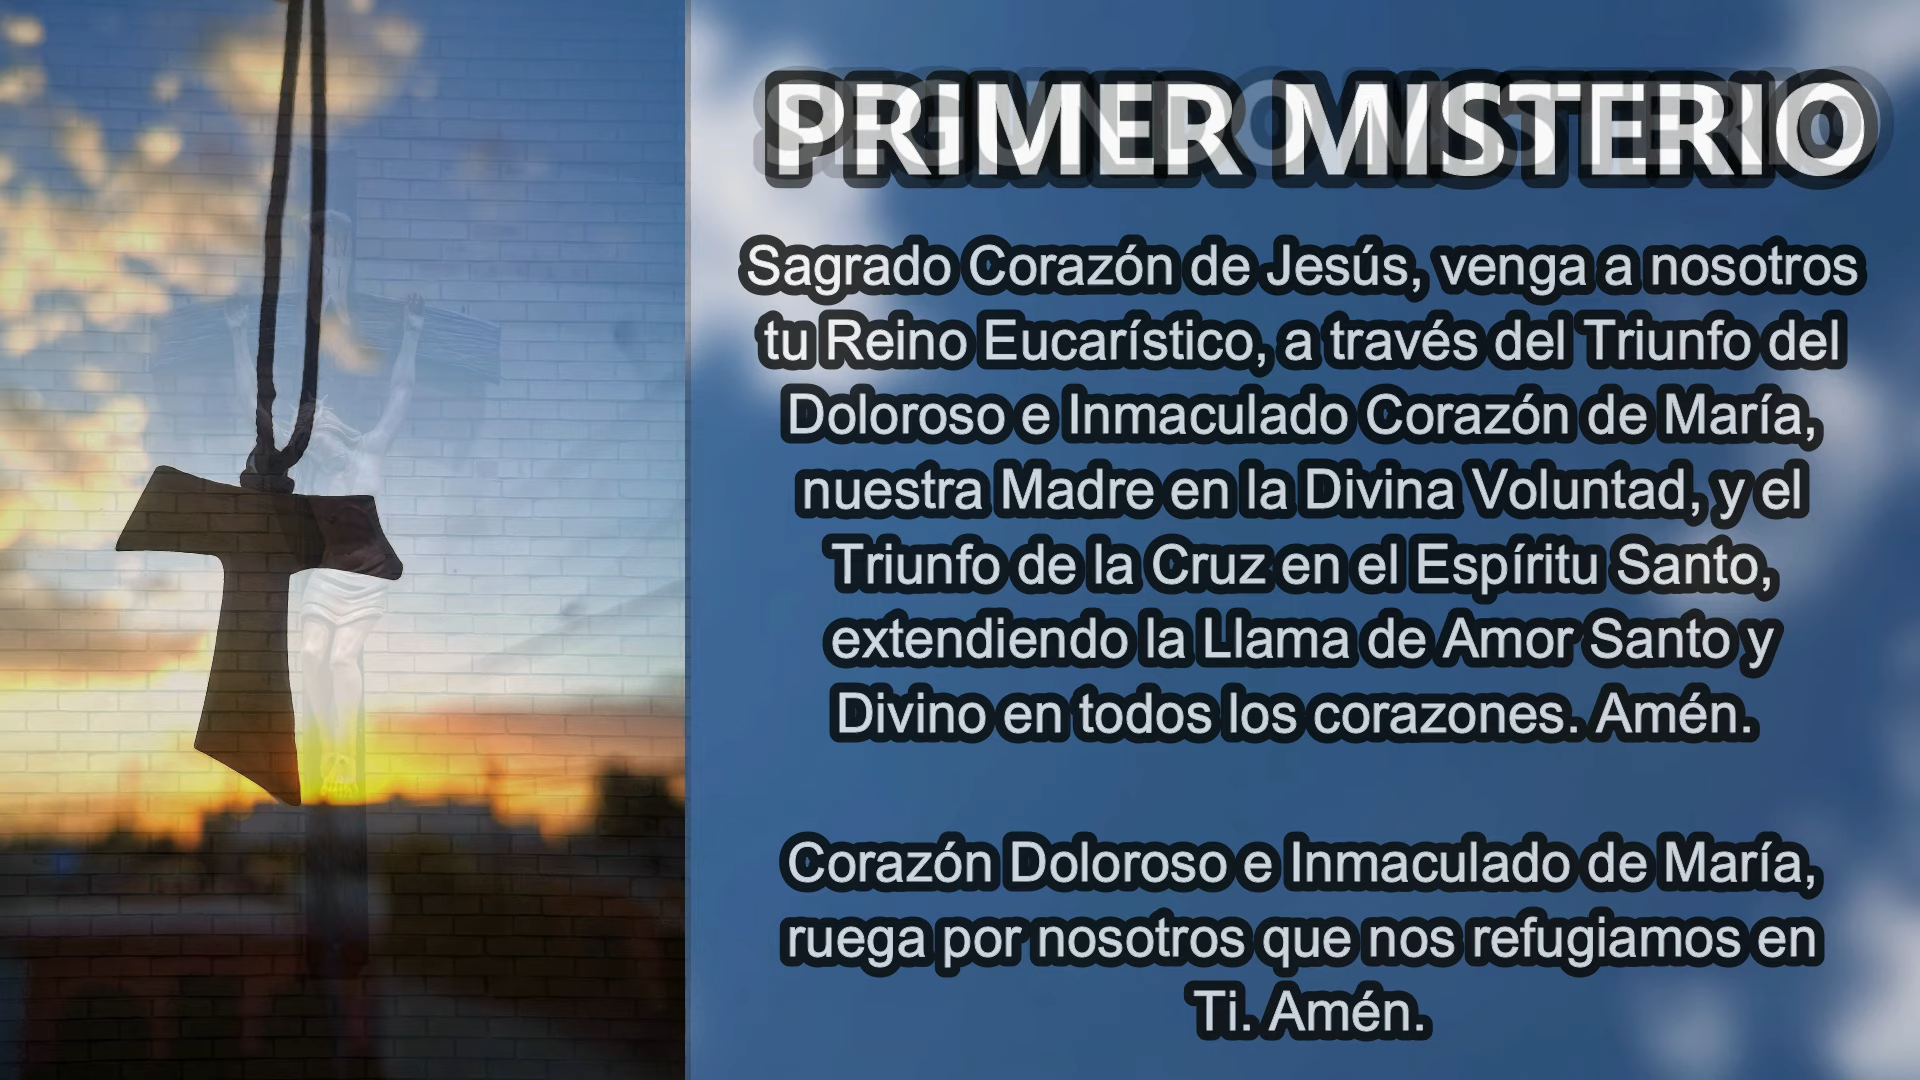 PRIMER MISTERIO
SEGUNDO MISTERIO
Sagrado Corazón de Jesús, venga a nosotros
tu Reino Eucarístico, a través del Triunfo del
Doloroso e Inmaculado Corazón de María,
nuestra Madre en la Divina Voluntad, y el
Triunfo de la Cruz en el Espíritu Santo,
extendiendo la Llama de Amor Santo y
Divino en todos los corazones. Amén.
Corazón Doloroso e Inmaculado de María,
ruega por nosotros que nos refugiamos en
Ti. Amén.